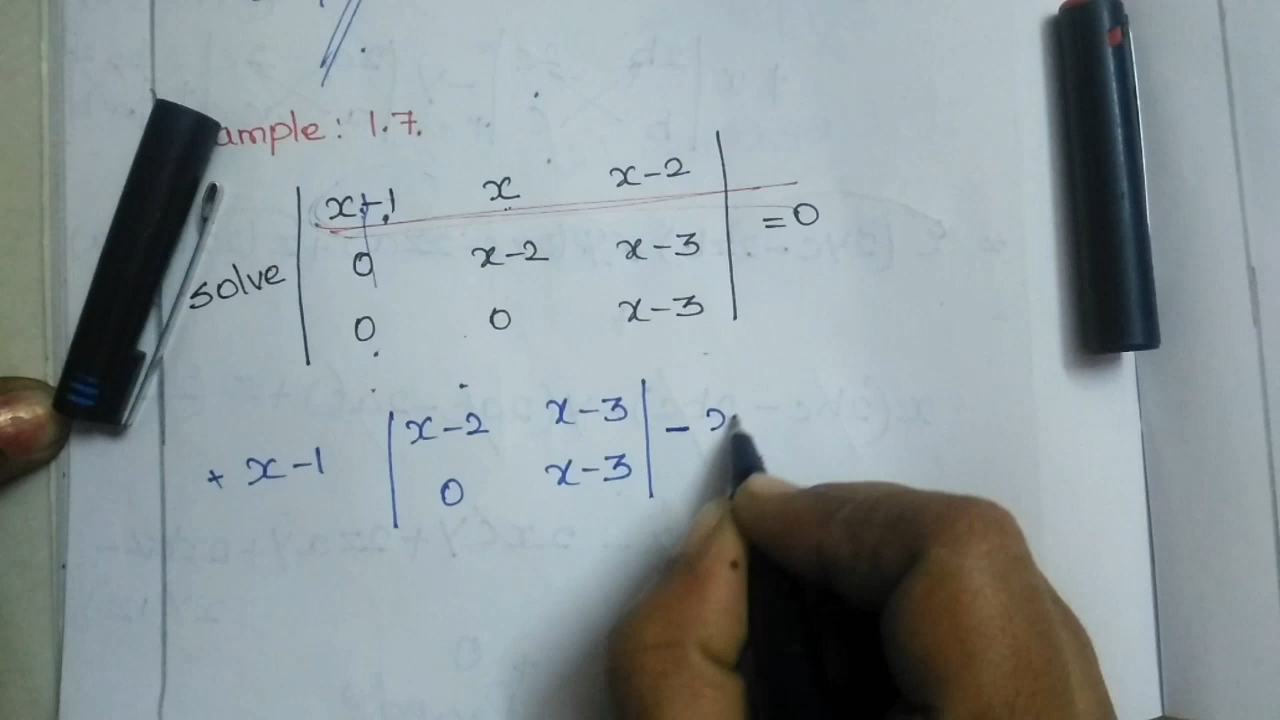 ample: 1.7.
x-1 x x-2
solve 0 x-2 x-3 =0
0 0 x-3
+ x-1 | x-2 x-3 | - x
0 x-3